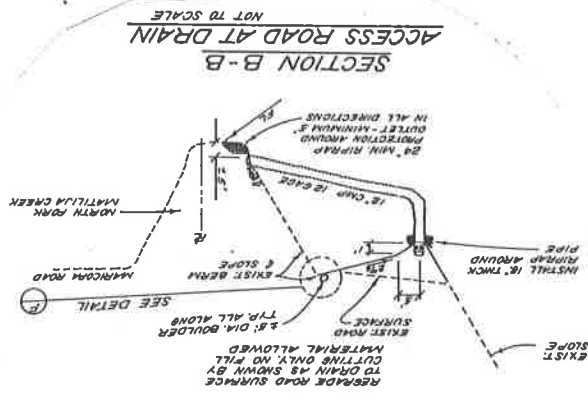 REGRADE ROAD SURFACE
TO DRAIN AS SHOWN BY
CUTTING ONLY. NO FILL
MATERIAL ALLOWED
EXIST.
SLOPE
EXIST. ROAD
SURFACE
±5' DIA. BOULDER
TYP. ALL ALONG
SEE DETAIL
F
EXIST. BERM
& SLOPE
MARICOPA ROAD
INSTALL 18" THICK
RIPRAP AROUND
PIPE
1'
12" CMP 12 GAGE
NORTH FORK
MATILIJA CREEK
24" MIN. RIPRAP
PROTECTION AROUND
OUTLET - MINIMUM 5'
IN ALL DIRECTIONS
SECTION B-B
ACCESS ROAD AT DRAIN
NOT TO SCALE